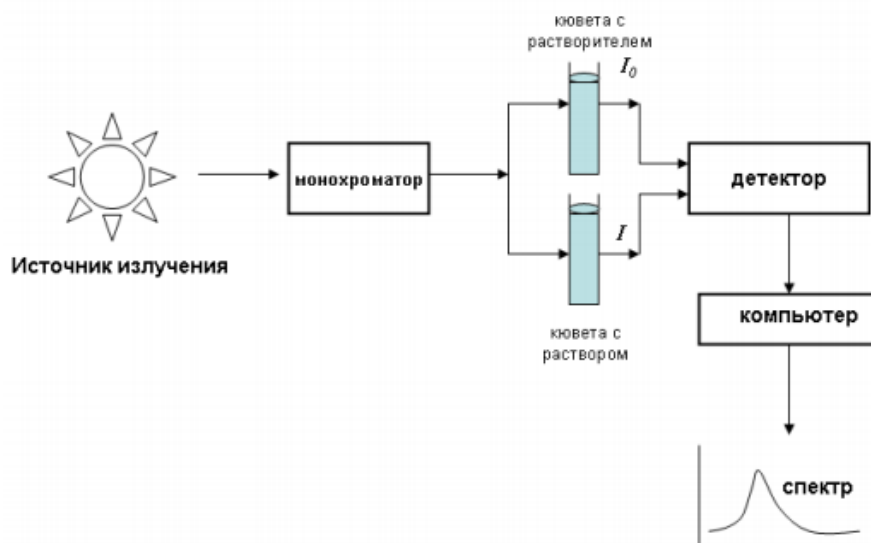 кювета с
растворителем
I₀
монохроматор
детектор
Источник излучения
I
компьютер
кювета с
раствором
спектр